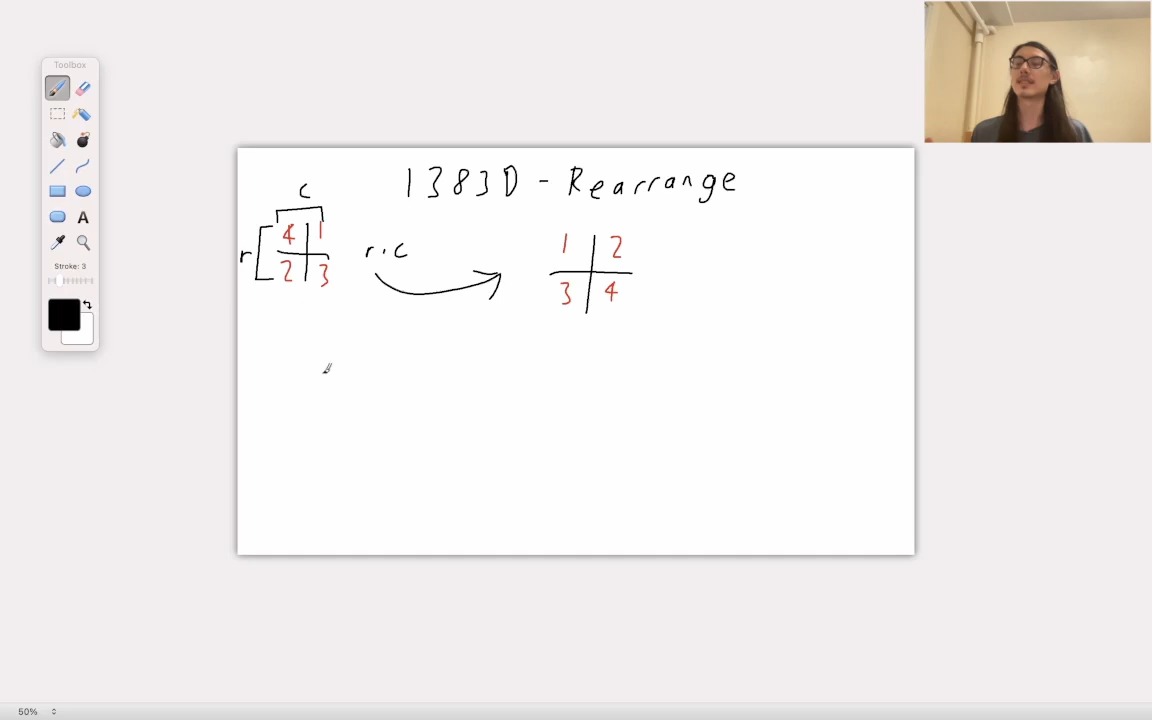 Toolbox
A
Stroke: 3
1383D - Rearrange
c
r
4 1
2 3
r·c
1 2
3 4
50%